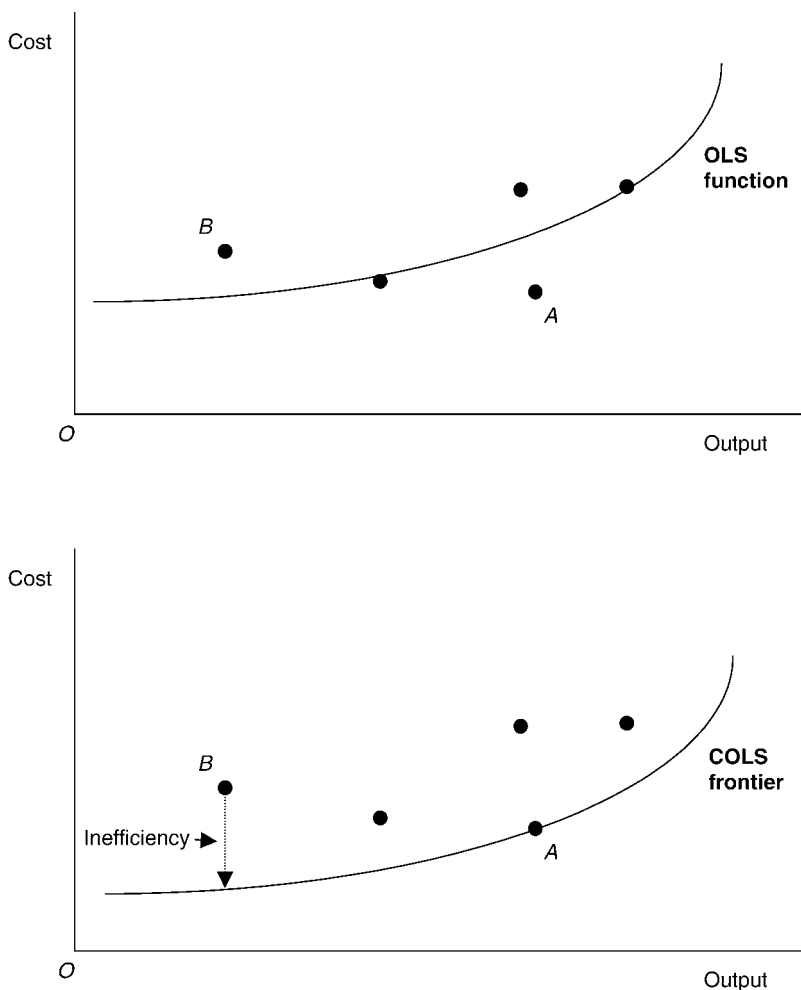 Cost
OLS
function
B
A
O
Output
Cost
B
COLS
frontier
Inefficiency
A
O
Output